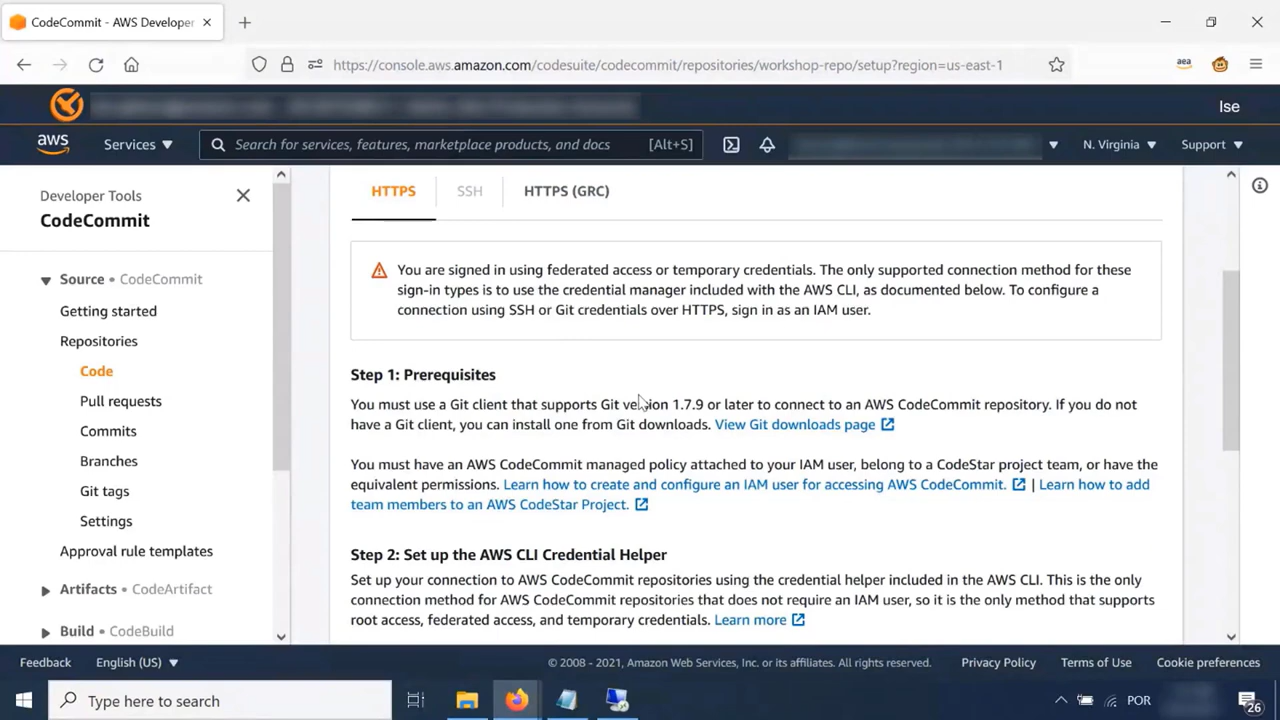 CodeCommit - AWS Developer
https://console.aws.amazon.com/codesuite/codecommit/repositories/workshop-repo/setup?region=us-east-1
aea
Ise
aws
Services
Search for services, features, marketplace products, and docs [Alt+S]
N. Virginia
Support
Developer Tools
CodeCommit
Source • CodeCommit
Getting started
Repositories
Code
Pull requests
Commits
Branches
Git tags
Settings
Approval rule templates
Artifacts • CodeArtifact
Build • CodeBuild
HTTPS
SSH
HTTPS (GRC)
You are signed in using federated access or temporary credentials. The only supported connection method for these
sign-in types is to use the credential manager included with the AWS CLI, as documented below. To configure a
connection using SSH or Git credentials over HTTPS, sign in as an IAM user.
Step 1: Prerequisites
You must use a Git client that supports Git version 1.7.9 or later to connect to an AWS CodeCommit repository. If you do not
have a Git client, you can install one from Git downloads. View Git downloads page
You must have an AWS CodeCommit managed policy attached to your IAM user, belong to a CodeStar project team, or have the
equivalent permissions. Learn how to create and configure an IAM user for accessing AWS CodeCommit. | Learn how to add
team members to an AWS CodeStar Project.
Step 2: Set up the AWS CLI Credential Helper
Set up your connection to AWS CodeCommit repositories using the credential helper included in the AWS CLI. This is the only
connection method for AWS CodeCommit repositories that does not require an IAM user, so it is the only method that supports
root access, federated access, and temporary credentials. Learn more
Feedback
English (US)
© 2008 - 2021, Amazon Web Services, Inc. or its affiliates. All rights reserved.
Privacy Policy
Terms of Use
Cookie preferences
Type here to search
POR
26